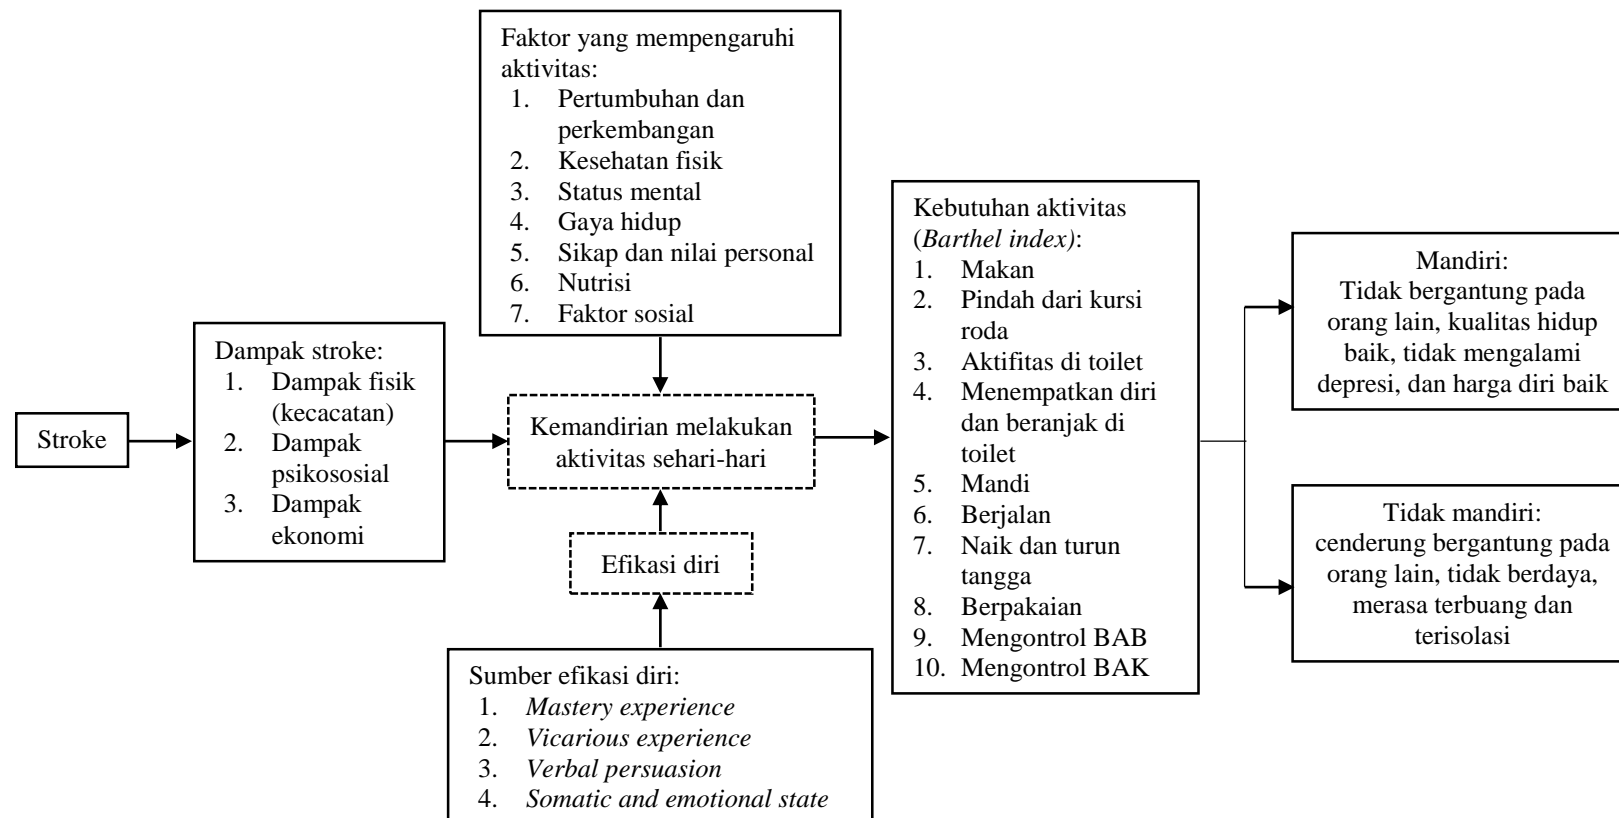 Faktor yang mempengaruhi
aktivitas:
1. Pertumbuhan dan
perkembangan
2. Kesehatan fisik
3. Status mental
4. Gaya hidup
5. Sikap dan nilai personal
6. Nutrisi
7. Faktor sosial
Stroke
Dampak stroke:
1. Dampak fisik
(kecacatan)
2. Dampak
psikososial
3. Dampak
ekonomi
Kemandirian melakukan
aktivitas sehari-hari
Efikasi diri
Sumber efikasi diri:
1. Mastery experience
2. Vicarious experience
3. Verbal persuasion
4. Somatic and emotional state
Kebutuhan aktivitas
(Barthel index):
1. Makan
2. Pindah dari kursi
roda
3. Aktifitas di toilet
4. Menempatkan diri
dan beranjak di
toilet
5. Mandi
6. Berjalan
7. Naik dan turun
tangga
8. Berpakaian
9. Mengontrol BAB
10. Mengontrol BAK
Mandiri:
Tidak bergantung pada
orang lain, kualitas hidup
baik, tidak mengalami
depresi, dan harga diri baik
Tidak mandiri:
cenderung bergantung pada
orang lain, tidak berdaya,
merasa terbuang dan
terisolasi